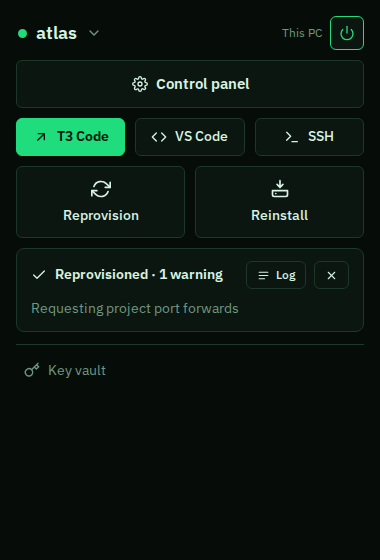 atlas
This PC
Control panel
T3 Code
VS Code
SSH
Reprovision
Reinstall
Reprovisioned · 1 warning
Log
Requesting project port forwards
Key vault